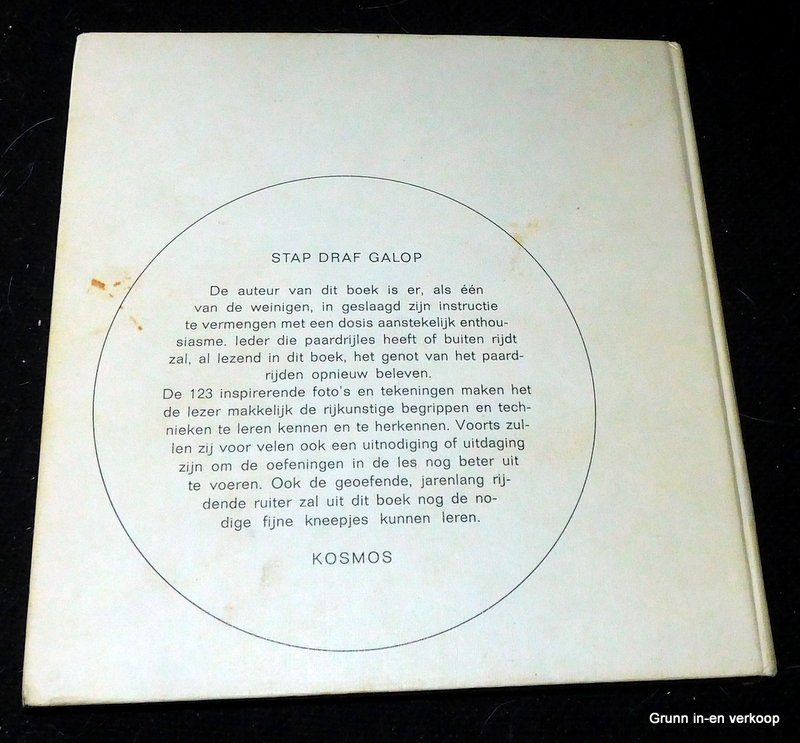 STAP DRAF GALOP
De auteur van dit boek is er, als één
van de weinigen, in geslaagd zijn instructie
te vermengen met een dosis aanstekelijk enthou-
siasme. Ieder die paardrijles heeft of buiten rijdt
zal, al lezend in dit boek, het genot van het paard-
rijden opnieuw beleven.
De 123 inspirerende foto's en tekeningen maken het
de lezer makkelijk de rijkunstige begrippen en tech-
nieken te leren kennen en te herkennen. Voorts zul-
len zij voor velen ook een uitnodiging of uitdaging
zijn om de oefeningen in de les nog beter uit
te voeren. Ook de geoefende, jarenlang rij-
dende ruiter zal uit dit boek nog de no-
dige fijne kneepjes kunnen leren.
KOSMOS
Grunn in-en verkoop